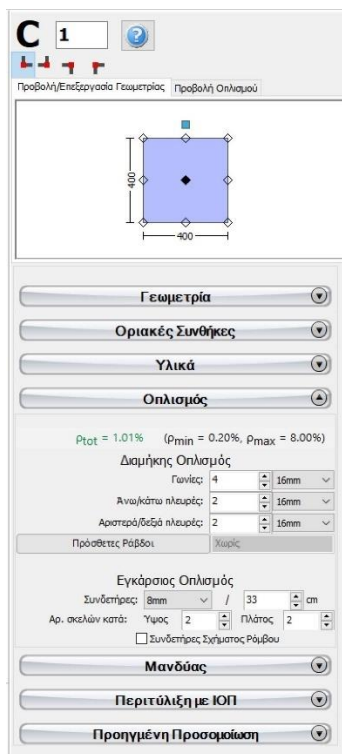 C 1
Προβολή/Επεξεργασία Γεωμετρίας Προβολή Οπλισμού
400
400
Γεωμετρία
Οριακές Συνθήκες
Υλικά
Οπλισμός
ρtot = 1.01% (ρmin = 0.20%, ρmax = 8.00%)
Διαμήκης Οπλισμός
Γωνίες: 4 16mm
Άνω/κάτω πλευρές: 2 16mm
Αριστερά/δεξιά πλευρές: 2 16mm
Πρόσθετες Ράβδοι Χωρίς
Εγκάρσιος Οπλισμός
Συνδετήρες: 8mm / 33 cm
Αρ. σκελών κατά: Υψος 2 Πλάτος 2
Συνδετήρες Σχήματος Ρόμβου
Μανδύας
Περιτύλιξη με ΙΟΠ
Προηγμένη Προσομοίωση